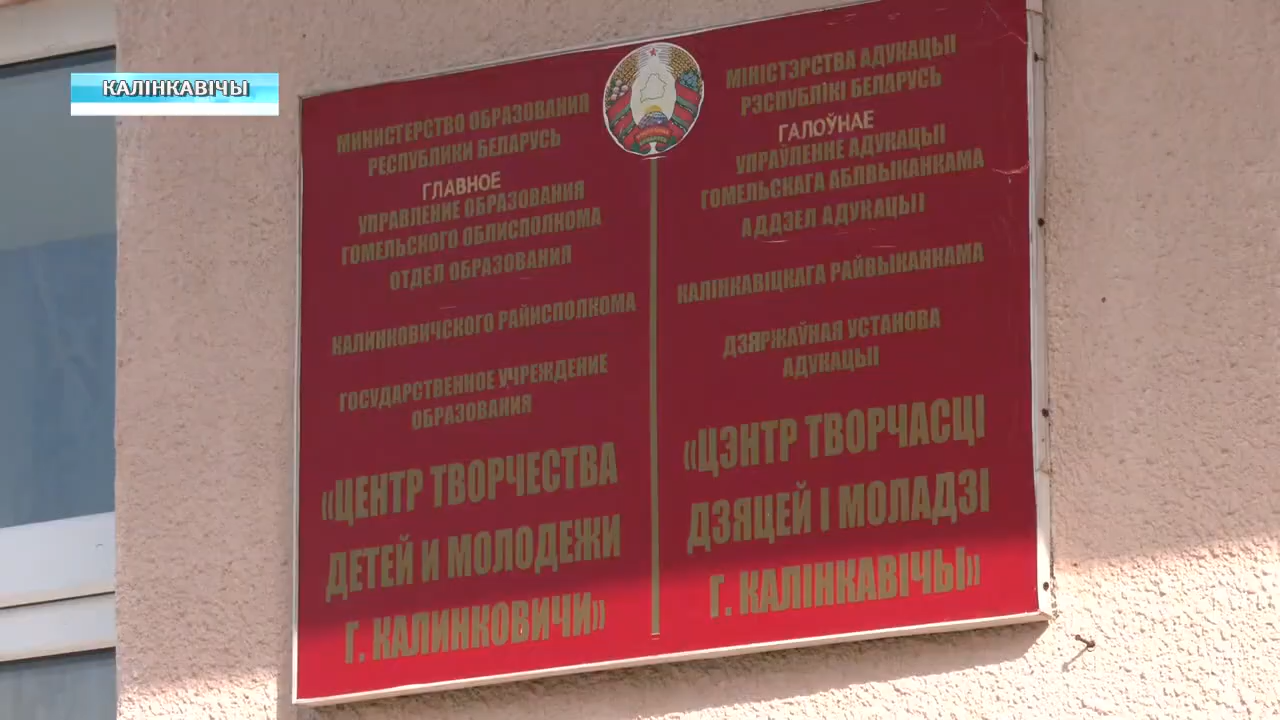 КАЛІНКАВІЧЫ
МИНИСТЕРСТВО ОБРАЗОВАНИЯ
РЕСПУБЛИКИ БЕЛАРУСЬ
ГЛАВНОЕ
УПРАВЛЕНИЕ ОБРАЗОВАНИЯ
ГОМЕЛЬСКОГО ОБЛИСПОЛКОМА
ОТДЕЛ ОБРАЗОВАНИЯ
КАЛИНКОВИЧСКОГО РАЙИСПОЛКОМА
ГОСУДАРСТВЕННОЕ УЧРЕЖДЕНИЕ
ОБРАЗОВАНИЯ
«ЦЕНТР ТВОРЧЕСТВА
ДЕТЕЙ И МОЛОДЕЖИ
Г. КАЛИНКОВИЧИ»
МІНІСТЭРСТВА АДУКАЦЫІ
РЭСПУБЛІКІ БЕЛАРУСЬ
ГАЛОЎНАЕ
УПРАЎЛЕННЕ АДУКАЦЫІ
ГОМЕЛЬСКАГА АБЛВЫКАНКАМА
АДДЗЕЛ АДУКАЦЫІ
КАЛІНКАВІЦКАГА РАЙВЫКАНКАМА
ДЗЯРЖАЎНАЯ УСТАНОВА
АДУКАЦЫІ
«ЦЭНТР ТВОРЧАСЦІ
ДЗЯЦЕЙ І МОЛАДЗІ
Г. КАЛІНКАВІЧЫ»